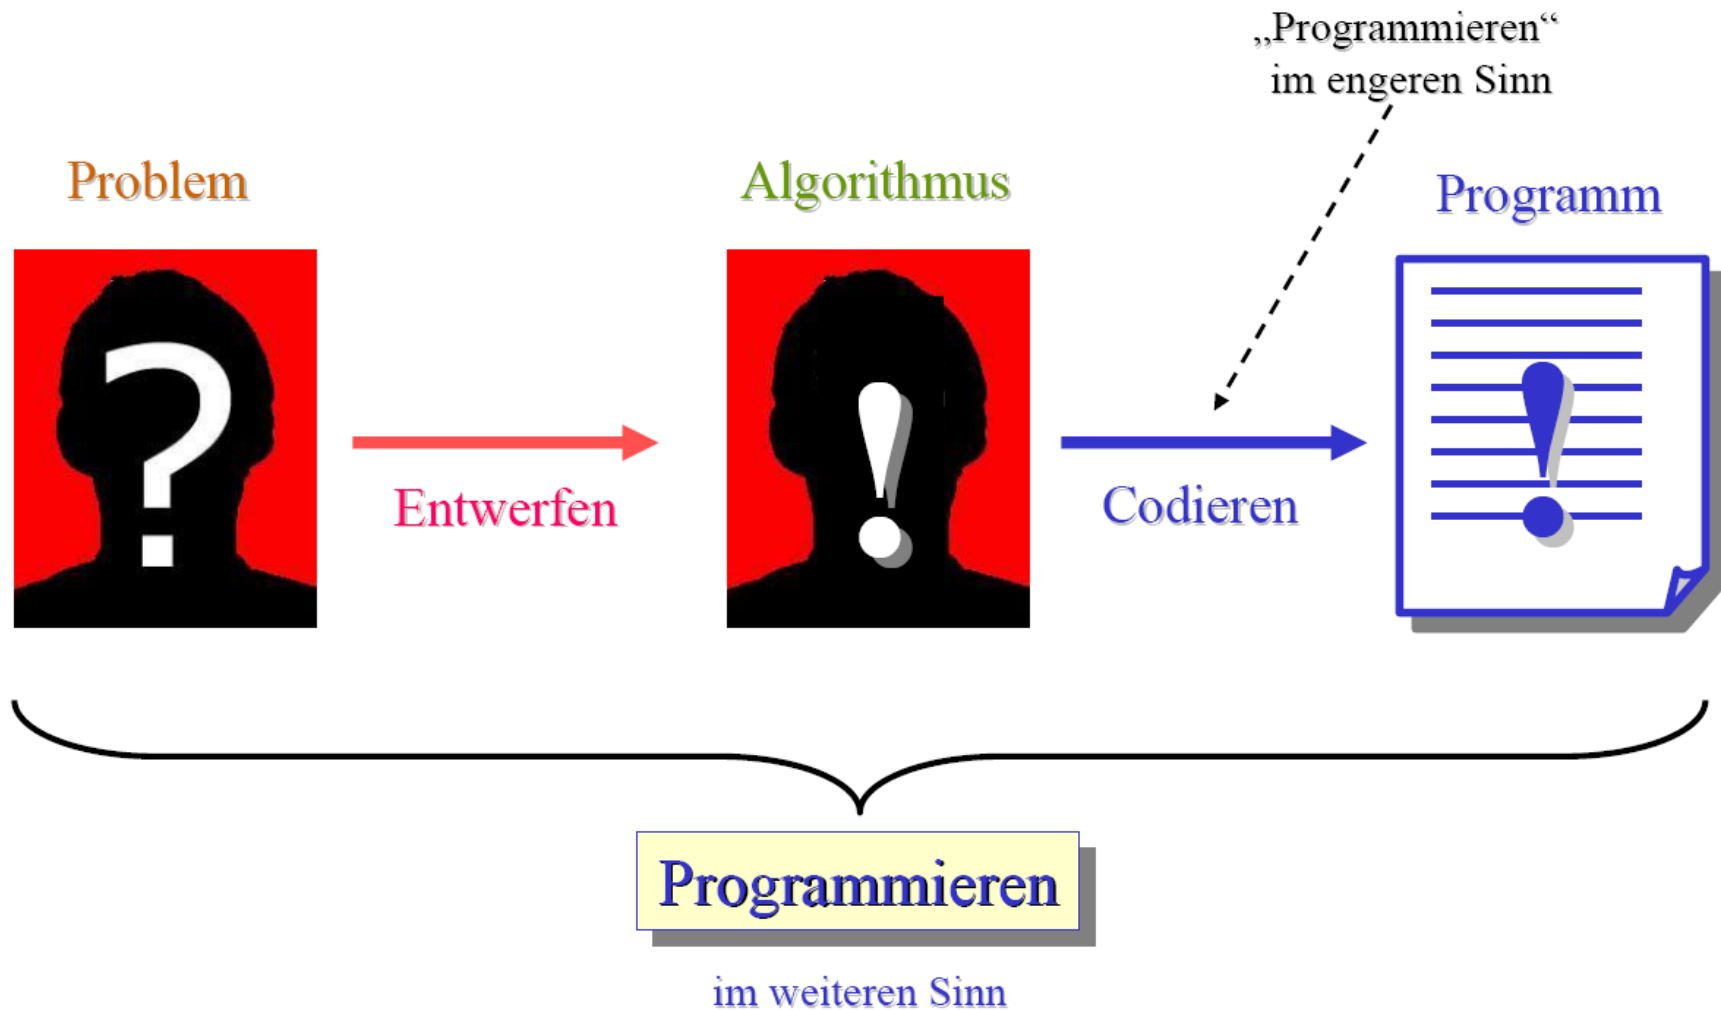 „Programmieren“
im engeren Sinn
Problem
Algorithmus
Programm
?
!
!
Entwerfen
Codieren
Programmieren
im weiteren Sinn